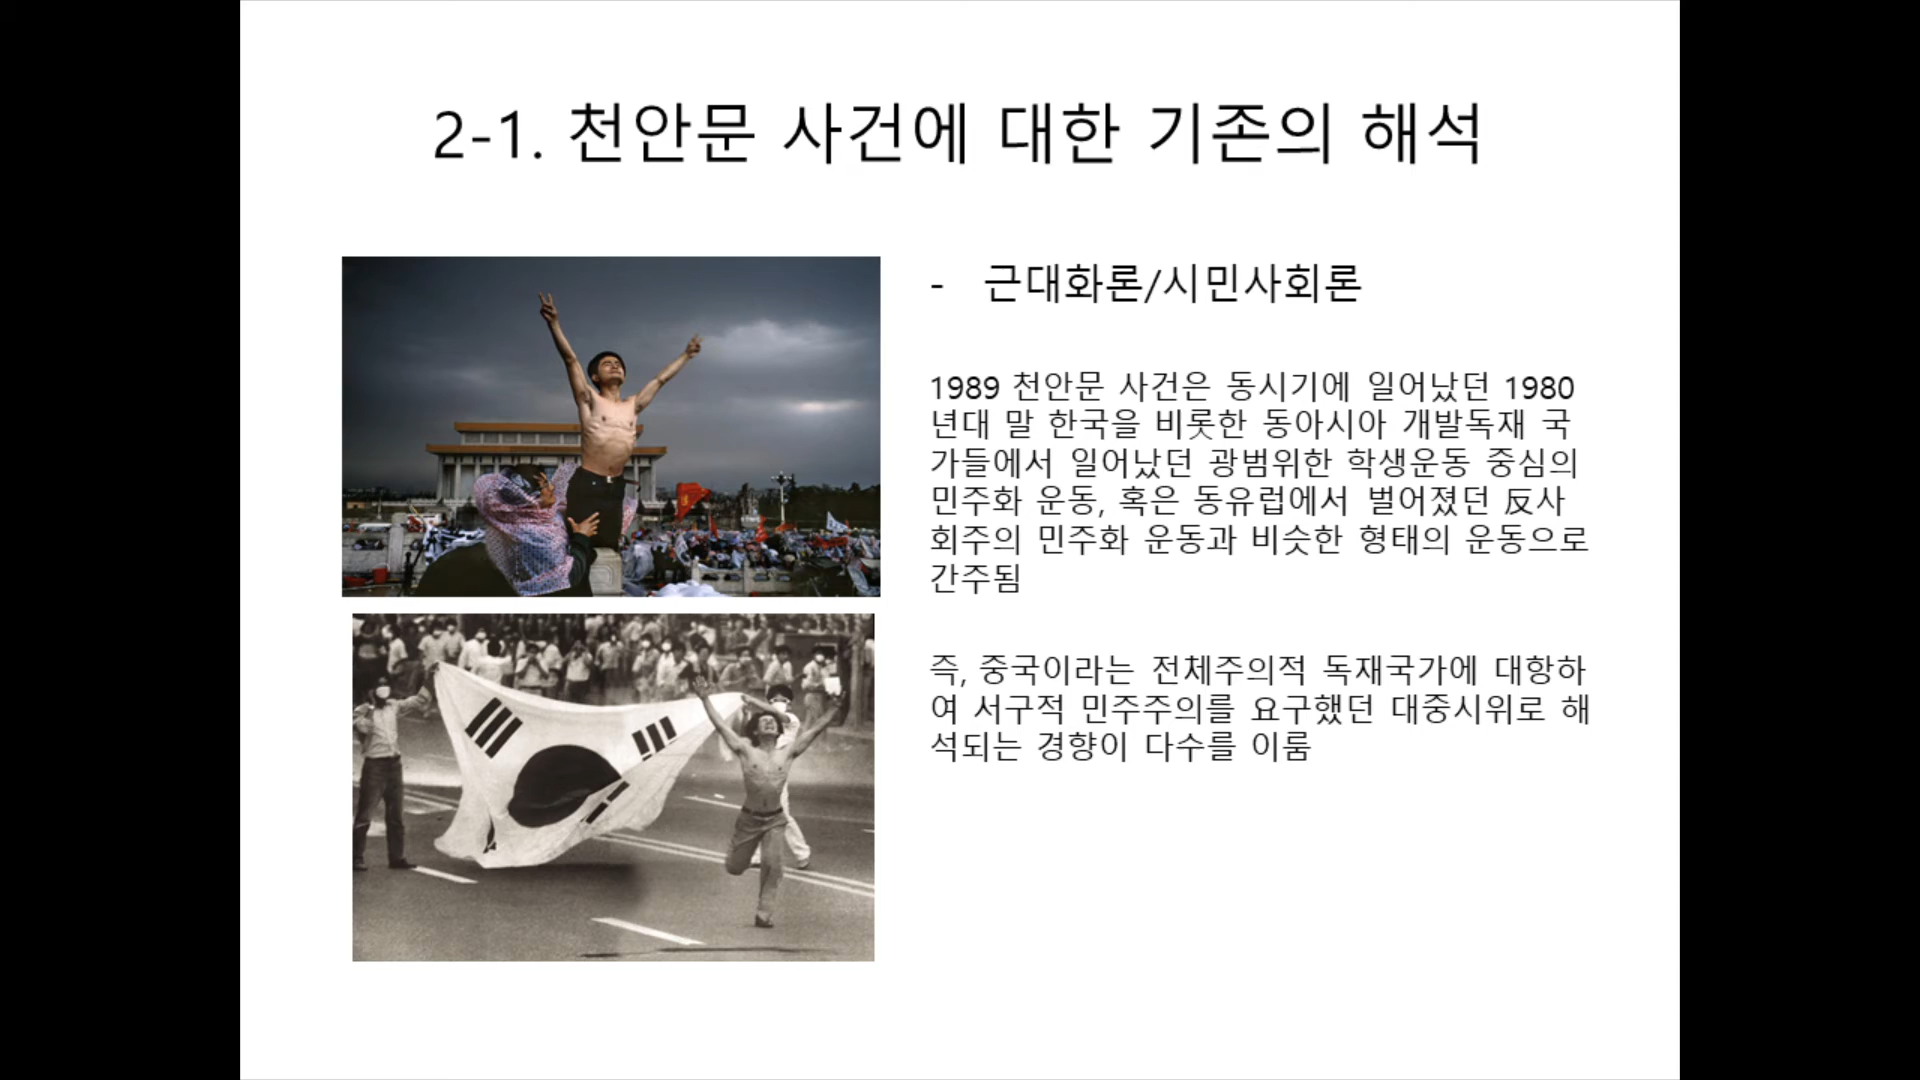 2-1. 천안문 사건에 대한 기존의 해석
- 근대화론/시민사회론
1989 천안문 사건은 동시기에 일어났던 1980
년대 말 한국을 비롯한 동아시아 개발독재 국
가들에서 일어났던 광범위한 학생운동 중심의
민주화 운동, 혹은 동유럽에서 벌어졌던 反사
회주의 민주화 운동과 비슷한 형태의 운동으로
간주됨
즉, 중국이라는 전체주의적 독재국가에 대항하
여 서구적 민주주의를 요구했던 대중시위로 해
석되는 경향이 다수를 이룸